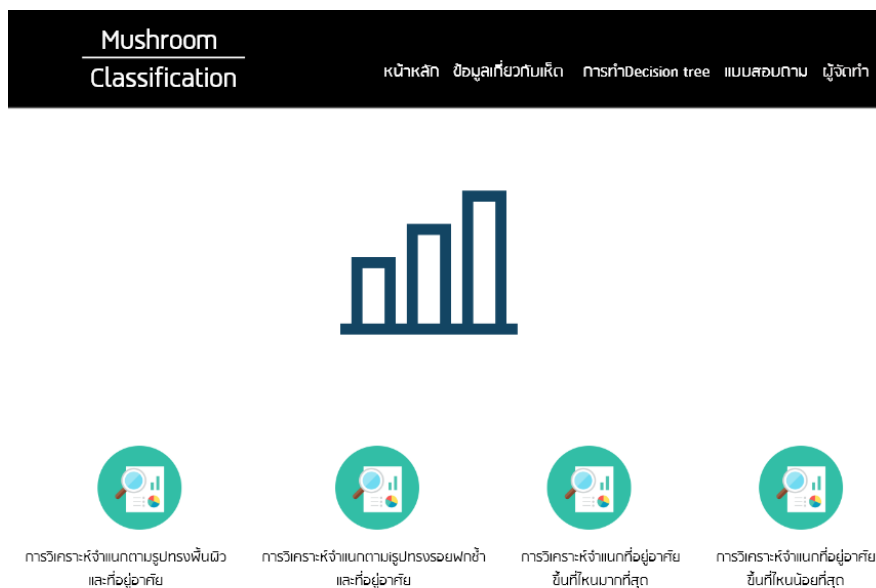 Mushroom
Classification
หน้าหลัก ข้อมูลเกี่ยวกับเห็ด การทำDecision tree แบบสอบถาม ผู้จัดทำ
การวิเคราะห์จำแนกตามรูปทรงพื้นผิว
และที่อยู่อาศัย
การวิเคราะห์จำแนกตามรูปทรงรอยฟกช้ำ
และที่อยู่อาศัย
การวิเคราะห์จำแนกที่อยู่อาศัย
ขึ้นที่ไหนมากที่สุด
การวิเคราะห์จำแนกที่อยู่อาศัย
ขึ้นที่ไหนน้อยที่สุด